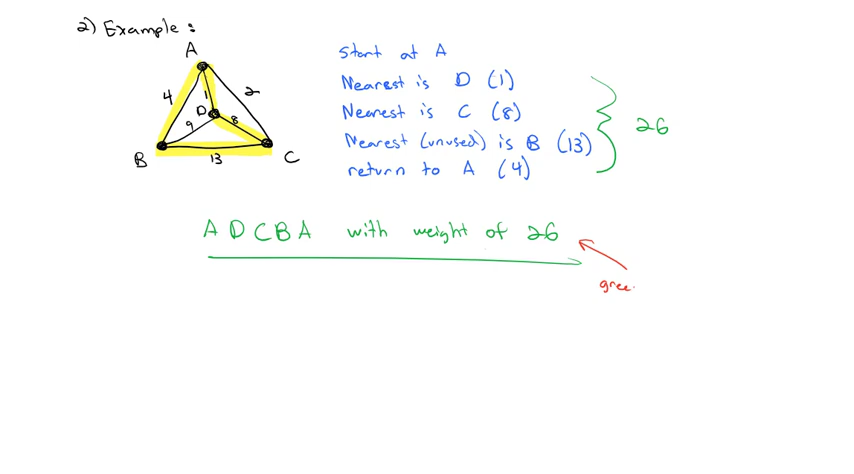 2) Example:
A
Start at A
Nearest is D (1)
4
1
2
D
Nearest is C (8)
9
8
26
Nearest (unused) is B (13)
B
13
C
return to A (4)
A D C B A with weight of 26
gree.